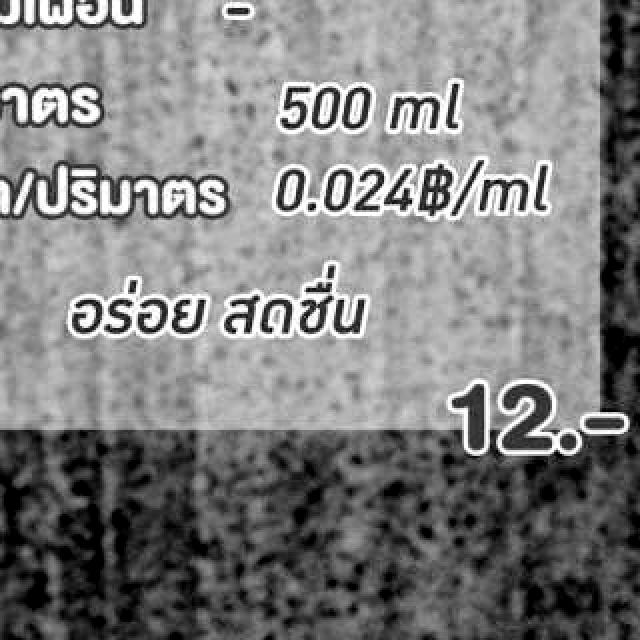 -
าตร 500 ml
/ปริมาตร 0.024฿/ml
อร่อย สดชื่น
12.-